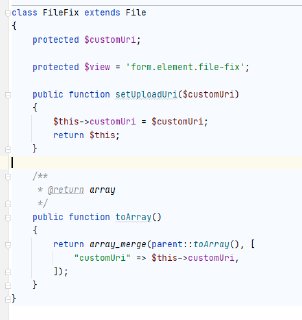 class FileFix extends File
{
    protected $customUri;
    protected $view = 'form.element.file-fix';
    public function setUploadUri($customUri)
    {
        $this->customUri = $customUri;
        return $this;
    }
    /**
     * @return array
     */
    public function toArray()
    {
        return array_merge(parent::toArray(), [
            "customUri" => $this->customUri,
        ]);
    }
}